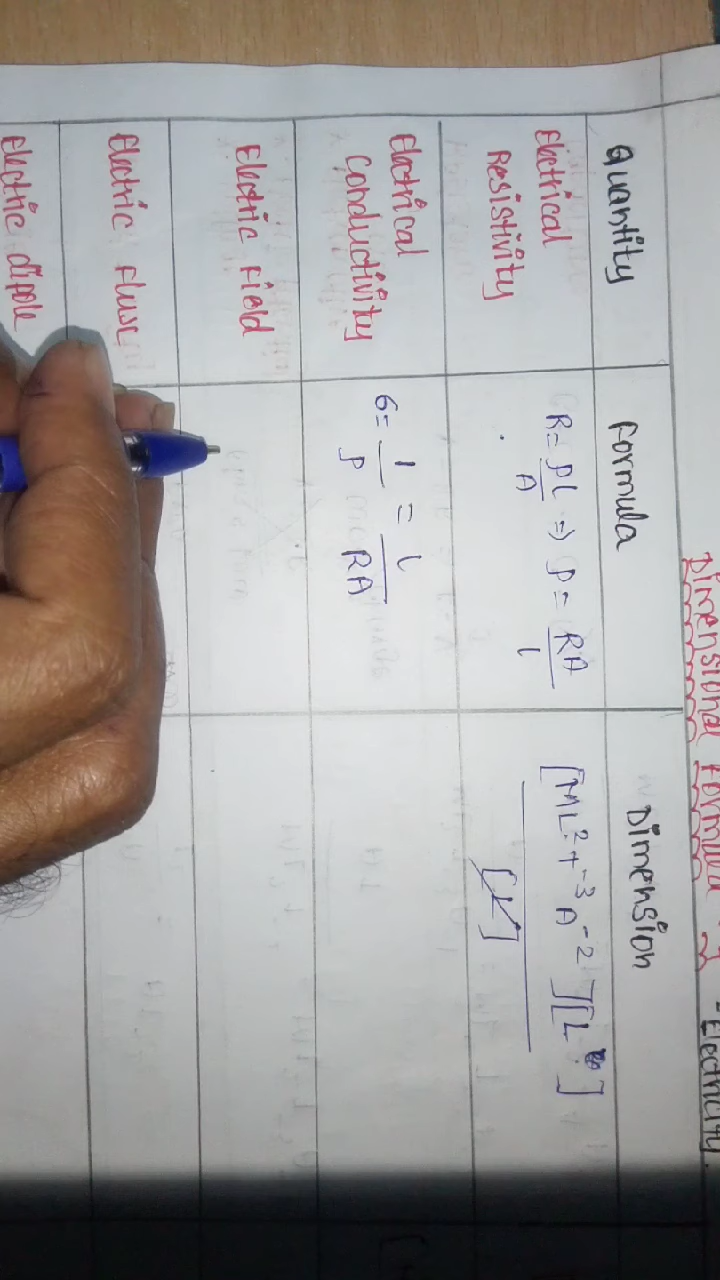 Dimensional Formula - Electricity
Quantity Formula Dimension
Electrical
Resistivity
R = ρl/A ⇒ ρ = RA/l
[ML²T⁻³A⁻²][L²]
[L]
Electrical
Conductivity
σ = 1/ρ = l/RA
Electric Field
Electric Flux
Electric dipole